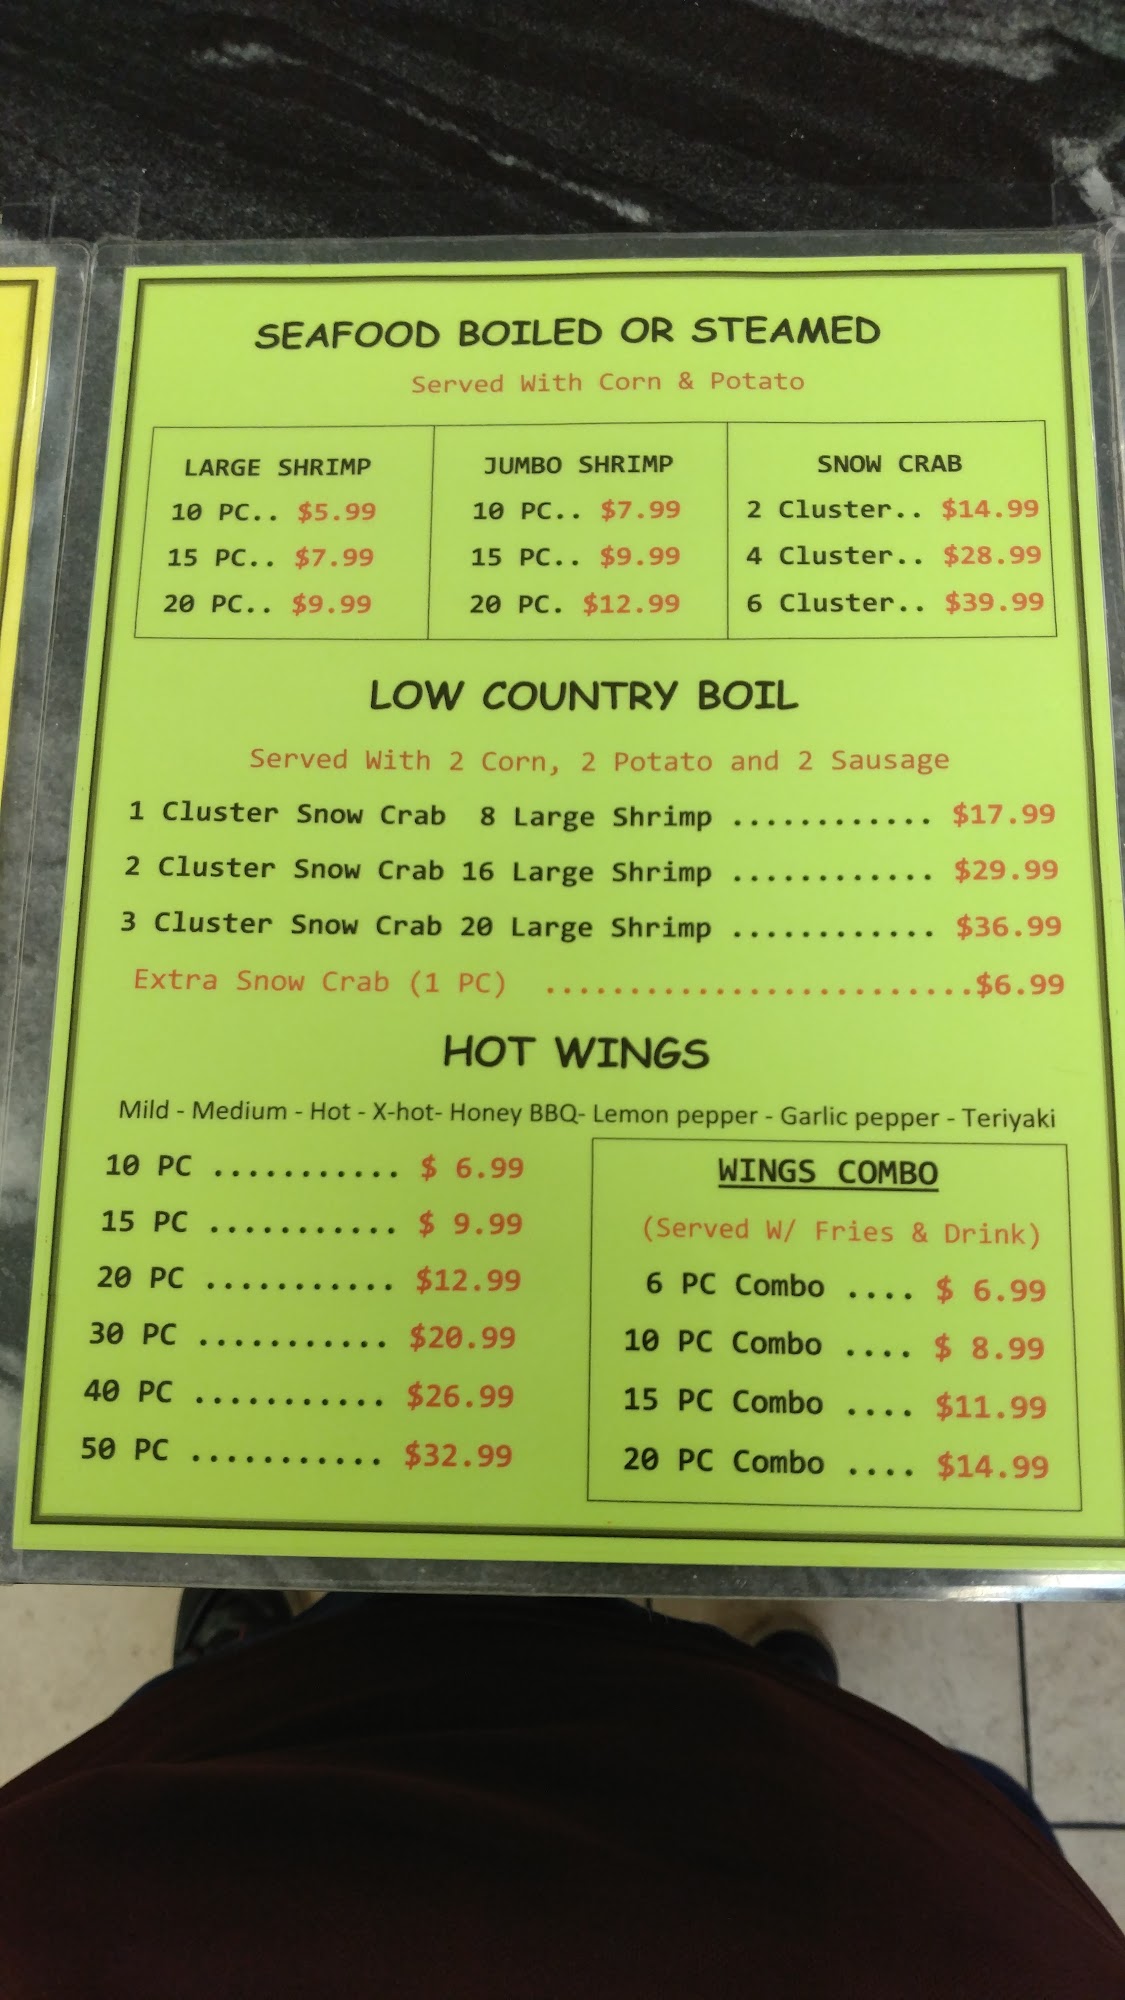 SEAFOOD BOILED OR STEAMED
Served With Corn & Potato
LARGE SHRIMP
10 PC.. $5.99
15 PC.. $7.99
20 PC.. $9.99
JUMBO SHRIMP
10 PC.. $7.99
15 PC.. $9.99
20 PC. $12.99
SNOW CRAB
2 Cluster.. $14.99
4 Cluster.. $28.99
6 Cluster.. $39.99
LOW COUNTRY BOIL
Served With 2 Corn, 2 Potato and 2 Sausage
1 Cluster Snow Crab 8 Large Shrimp ............ $17.99
2 Cluster Snow Crab 16 Large Shrimp ............ $29.99
3 Cluster Snow Crab 20 Large Shrimp ............ $36.99
Extra Snow Crab (1 PC) ..........................$6.99
HOT WINGS
Mild - Medium - Hot - X-hot- Honey BBQ- Lemon pepper - Garlic pepper - Teriyaki
10 PC ........... $ 6.99
15 PC ........... $ 9.99
20 PC ........... $12.99
30 PC ........... $20.99
40 PC ........... $26.99
50 PC ........... $32.99
WINGS COMBO
(Served W/ Fries & Drink)
6 PC Combo .... $ 6.99
10 PC Combo .... $ 8.99
15 PC Combo .... $11.99
20 PC Combo .... $14.99